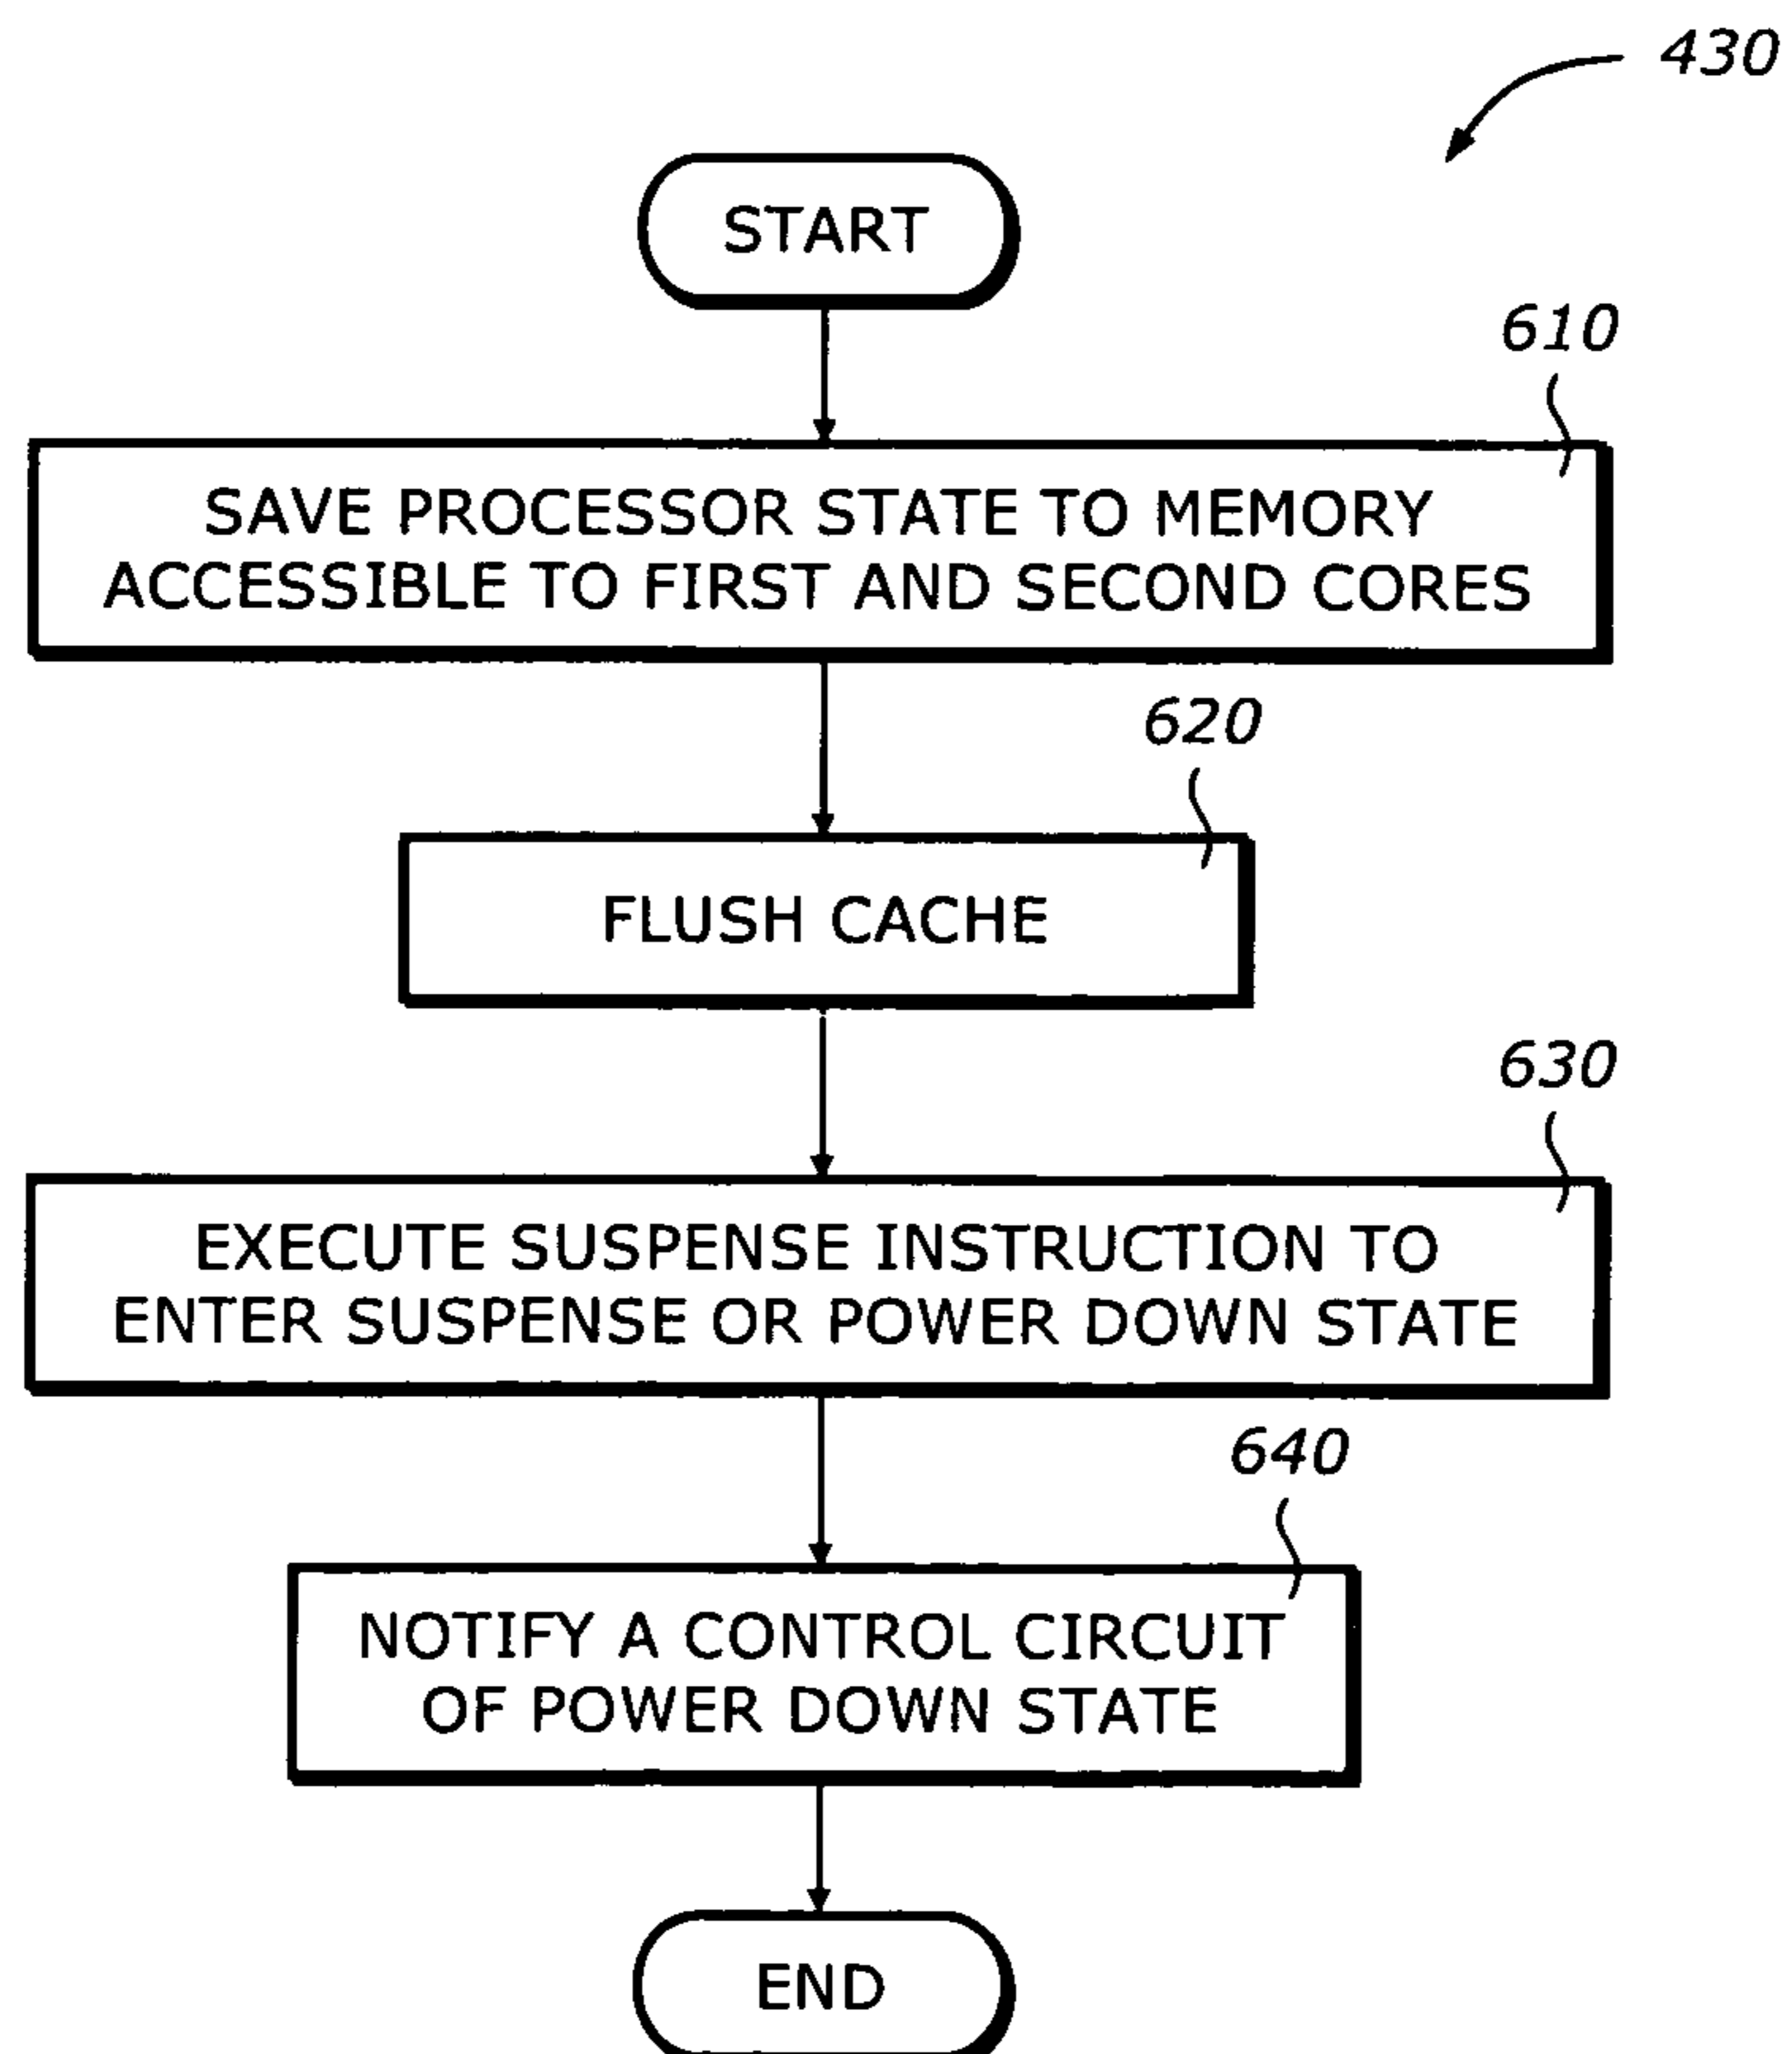 430
START
610
SAVE PROCESSOR STATE TO MEMORY
ACCESSIBLE TO FIRST AND SECOND CORES
620
FLUSH CACHE
630
EXECUTE SUSPENSE INSTRUCTION TO
ENTER SUSPENSE OR POWER DOWN STATE
640
NOTIFY A CONTROL CIRCUIT
OF POWER DOWN STATE
END